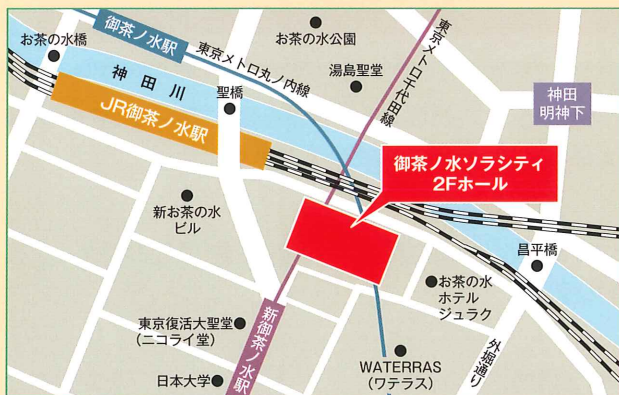 お茶の水橋
御茶ノ水駅
お茶の水公園
東京メトロ丸ノ内線
湯島聖堂
東京メトロ千代田線
神田
明神下
神田川
聖橋
JR御茶ノ水駅
御茶ノ水ソラシティ
2Fホール
新お茶の水
ビル
昌平橋
お茶の水
ホテル
ジュラク
東京復活大聖堂
(ニコライ堂)
新御茶ノ水駅
日本大学
WATERRAS
(ワテラス)
外堀通り